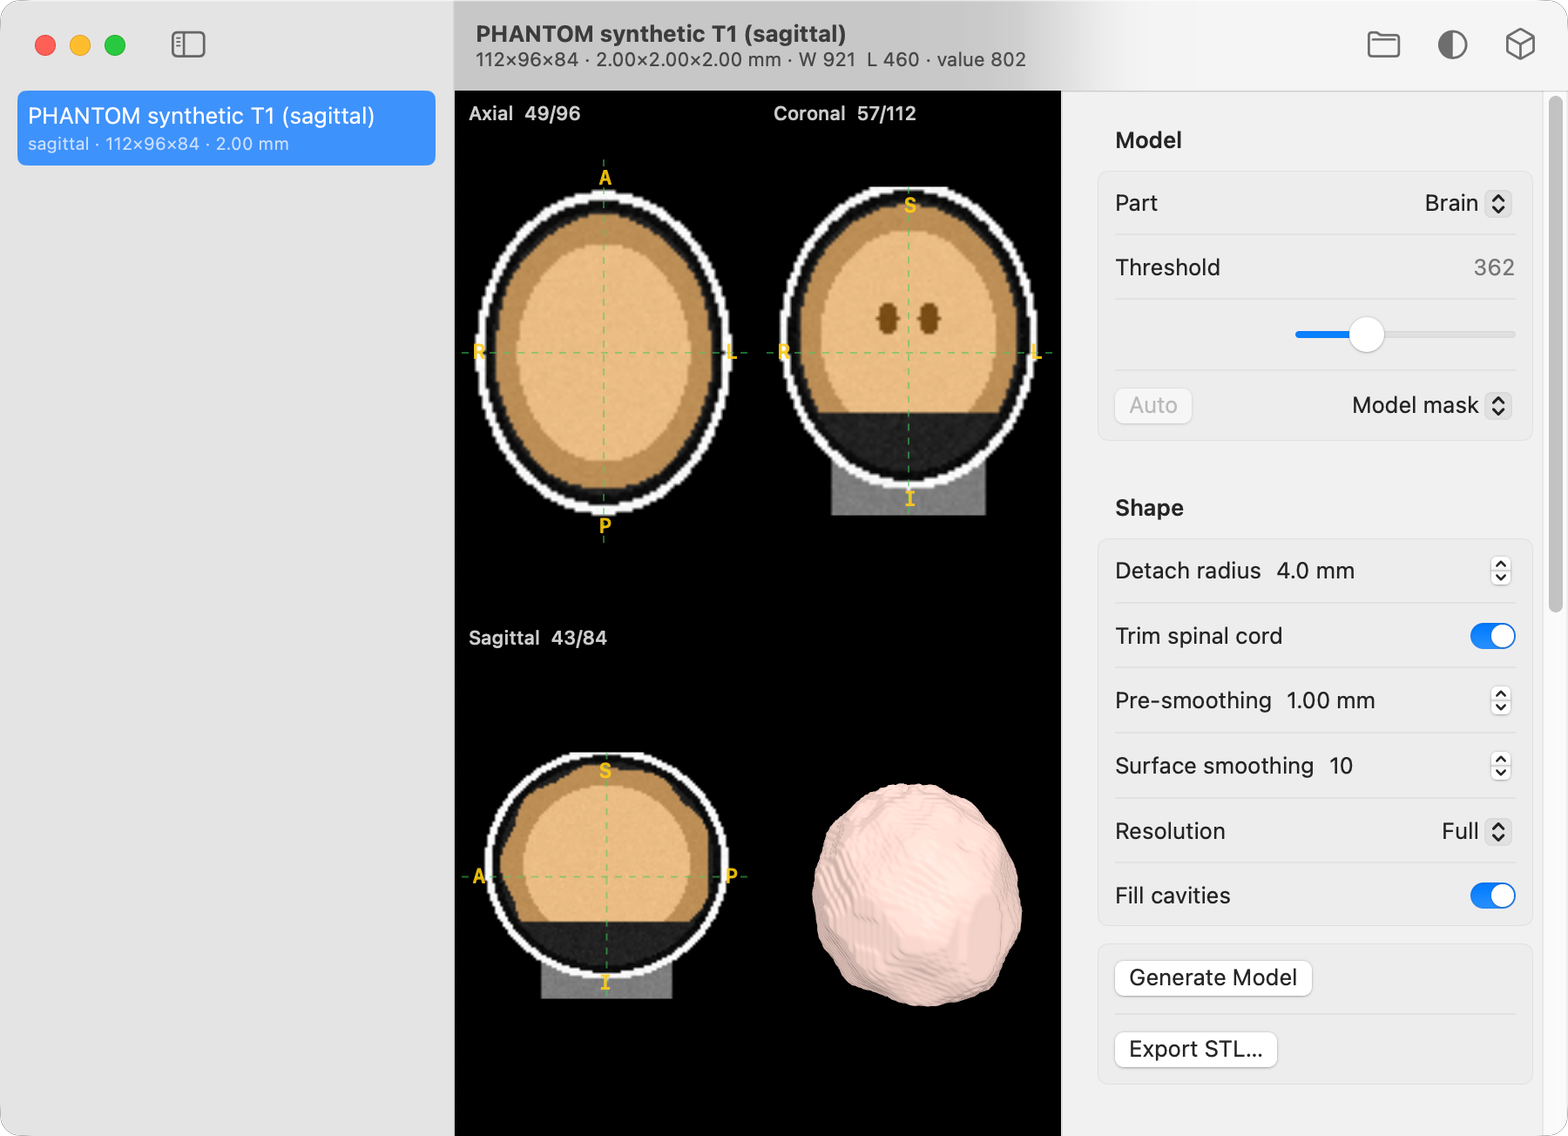 PHANTOM synthetic T1 (sagittal)
112×96×84 · 2.00×2.00×2.00 mm · W 921  L 460 · value 802
PHANTOM synthetic T1 (sagittal)
sagittal · 112×96×84 · 2.00 mm
Axial  49/96
A
R
L
P
Coronal  57/112
S
R
L
I
Sagittal  43/84
S
A
P
I
Model
Part
Brain
Threshold
362
Auto
Model mask
Shape
Detach radius  4.0 mm
Trim spinal cord
Pre-smoothing  1.00 mm
Surface smoothing  10
Resolution
Full
Fill cavities
Generate Model
Export STL...